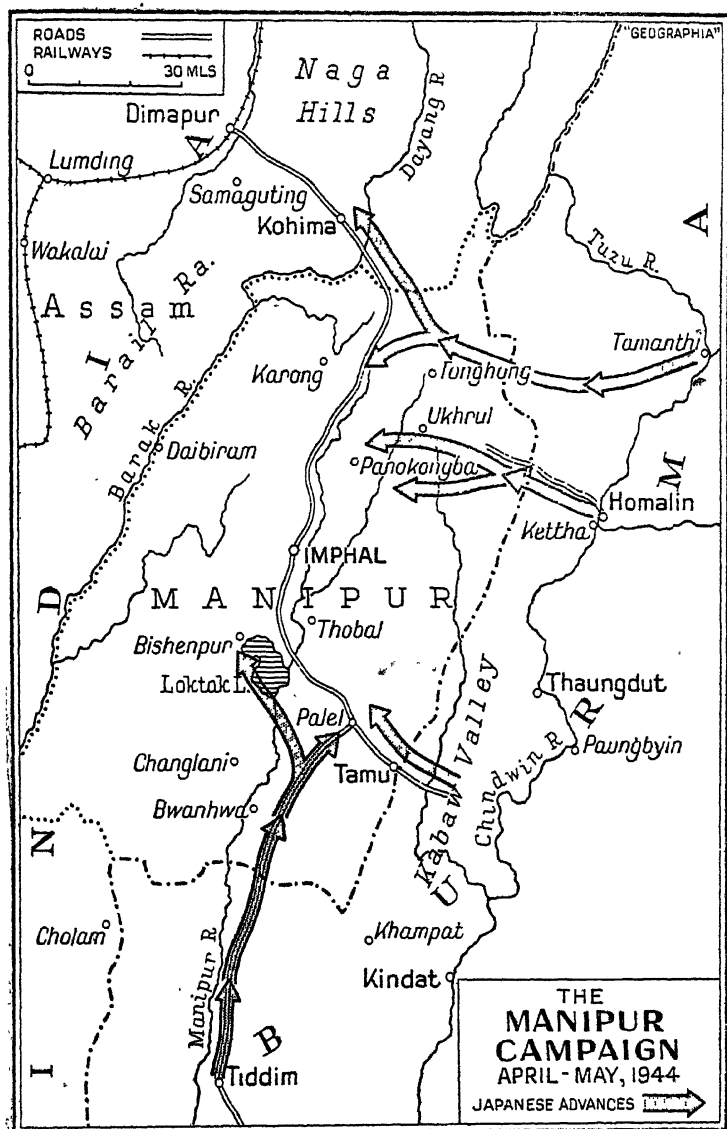 ROADS
RAILWAYS
0 30 MLS
"GEOGRAPHIA"
Naga
Hills
Dimapur
Dayang R
Lumding
Samaguting
Kohima
Wakalai
Tuzu R.
Assam
Barail Ra.
Tamanthi
Karong
Tonghung
Barak R.
Ukhrul
Daibiram
Panokongba
Homalin
Kettha
IMPHAL
MANIPUR
Thobal
Bishenpur
Loktak L.
Thaungdut
Palel
Paungbyin
Changlani
Tamu
Kabaw Valley
Chindwin R
Bwanhwa
Cholam
Khampat
Manipur R
Kindat
Tiddim
INDIA
BURMA
THE
MANIPUR
CAMPAIGN
APRIL-MAY, 1944
JAPANESE ADVANCES